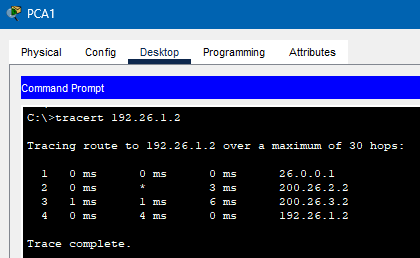 PCA1
Physical Config Desktop Programming Attributes
Command Prompt
C:\>tracert 192.26.1.2
Tracing route to 192.26.1.2 over a maximum of 30 hops:
1 0 ms 0 ms 0 ms 26.0.0.1
2 0 ms * 3 ms 200.26.2.2
3 1 ms 1 ms 6 ms 200.26.3.2
4 0 ms 4 ms 0 ms 192.26.1.2
Trace complete.